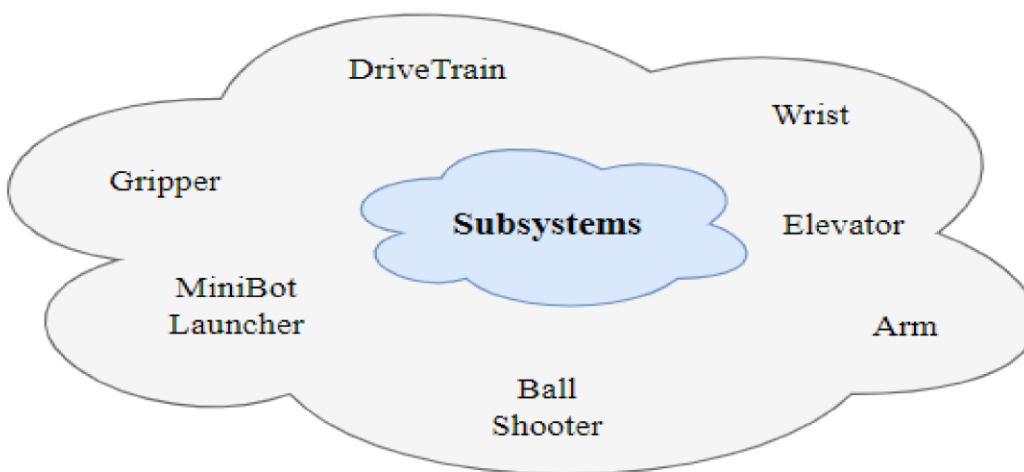 DriveTrain
Wrist
Gripper
Subsystems
Elevator
MiniBot
Launcher
Arm
Ball
Shooter